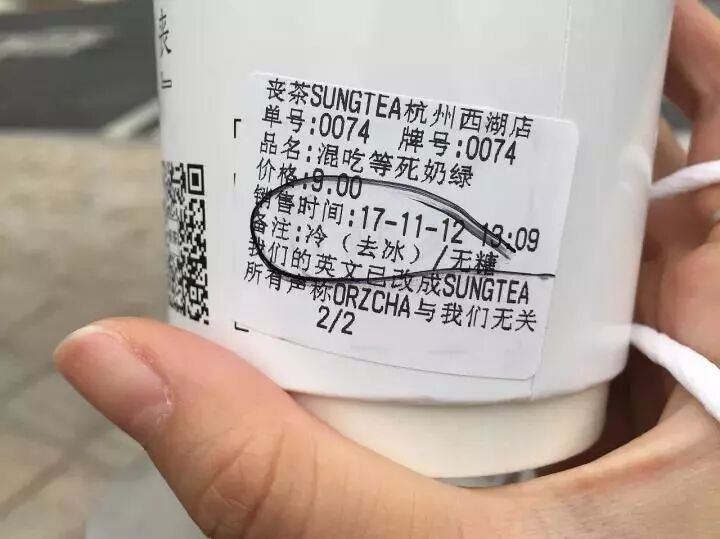 丧
』
丧茶SUNGTEA杭州西湖店
单号:0074 牌号:0074
品名:混吃等死奶绿
价格:9.00
销售时间:17-11-12 13:09
备注:冷（去冰）/无糖
我们的英文已改成SUNGTEA
所有声称ORZCHA与我们无关
2/2